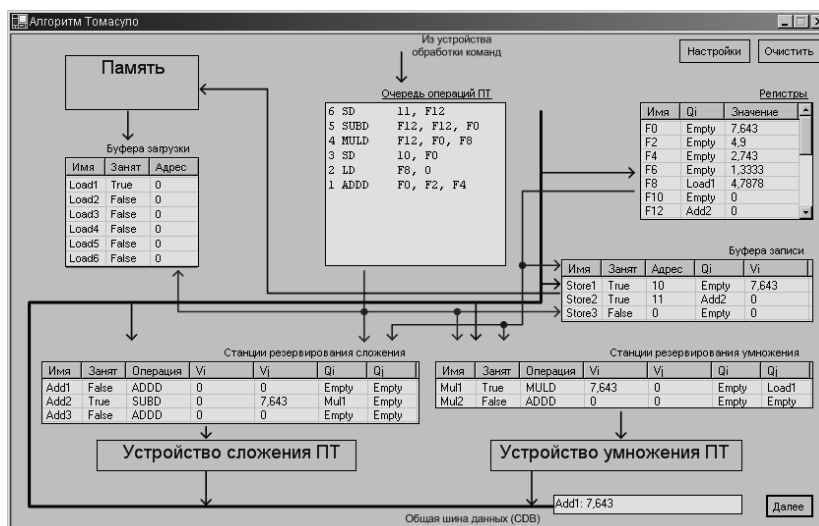 Алгоритм Томасуло
Из устройства
обработки команд
Настройки Очистить
Память
Очередь операций ПТ
Регистры
6 SD 11, F12
5 SUBD F12, F12, F0
4 MULD F12, F0, F8
3 SD 10, F0
2 LD F8, 0
1 ADDD F0, F2, F4
Имя Qi Значение
F0 Empty 7,643
F2 Empty 4,9
F4 Empty 2,743
F6 Empty 1,3333
F8 Load1 4,7878
F10 Empty 0
F12 Add2 0
Буфера загрузки
Имя Занят Адрес
Load1 True 0
Load2 False 0
Load3 False 0
Load4 False 0
Load5 False 0
Load6 False 0
Буфера записи
Имя Занят Адрес Qi Vi
Store1 True 10 Empty 7,643
Store2 True 11 Add2 0
Store3 False 0 Empty 0
Станции резервирования сложения
Имя Занят Операция Vi Vj Qi Qj
Add1 False ADDD 0 0 Empty Empty
Add2 True SUBD 0 7,643 Mul1 Empty
Add3 False ADDD 0 0 Empty Empty
Станции резервирования умножения
Имя Занят Операция Vi Vj Qi Qj
Mul1 True MULD 7,643 0 Empty Load1
Mul2 False ADDD 0 0 Empty Empty
Устройство сложения ПТ
Устройство умножения ПТ
Add1: 7,643
Далее
Общая шина данных (CDB)